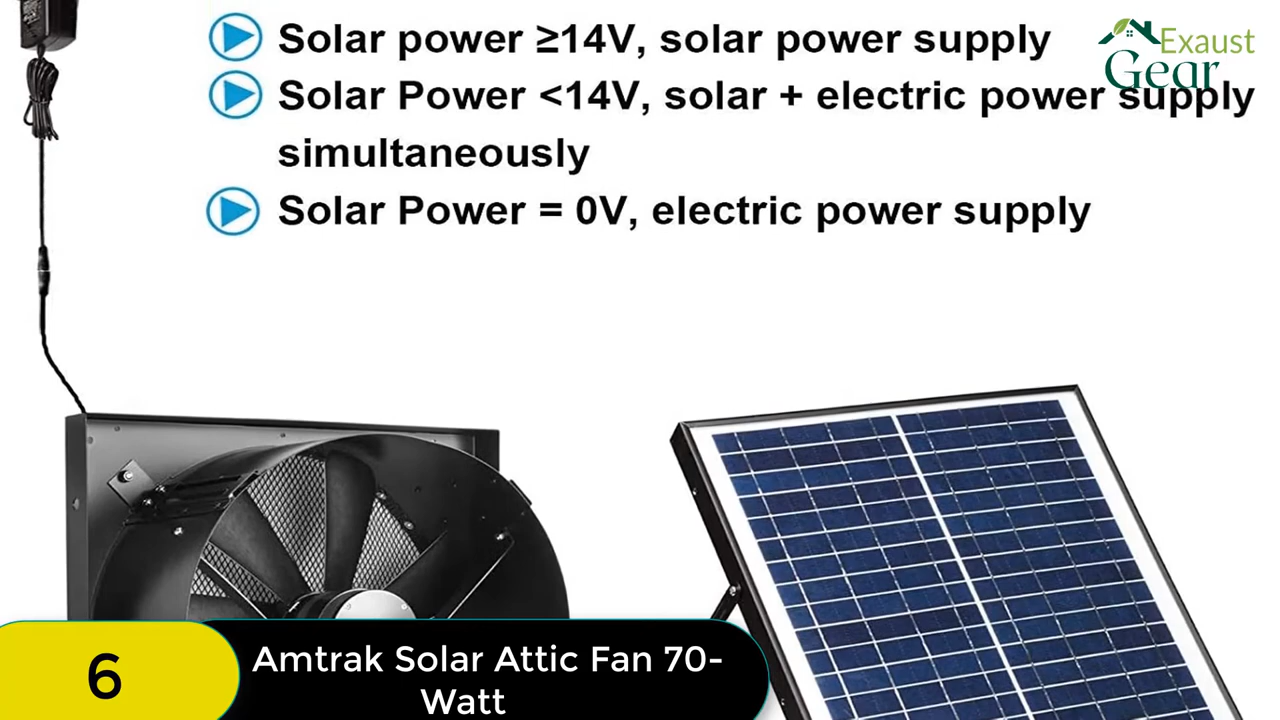 Solar power ≥14V, solar power supply
Exaust
Gear
Solar Power <14V, solar + electric power supply
simultaneously
Solar Power = 0V, electric power supply
6
Amtrak Solar Attic Fan 70-
Watt